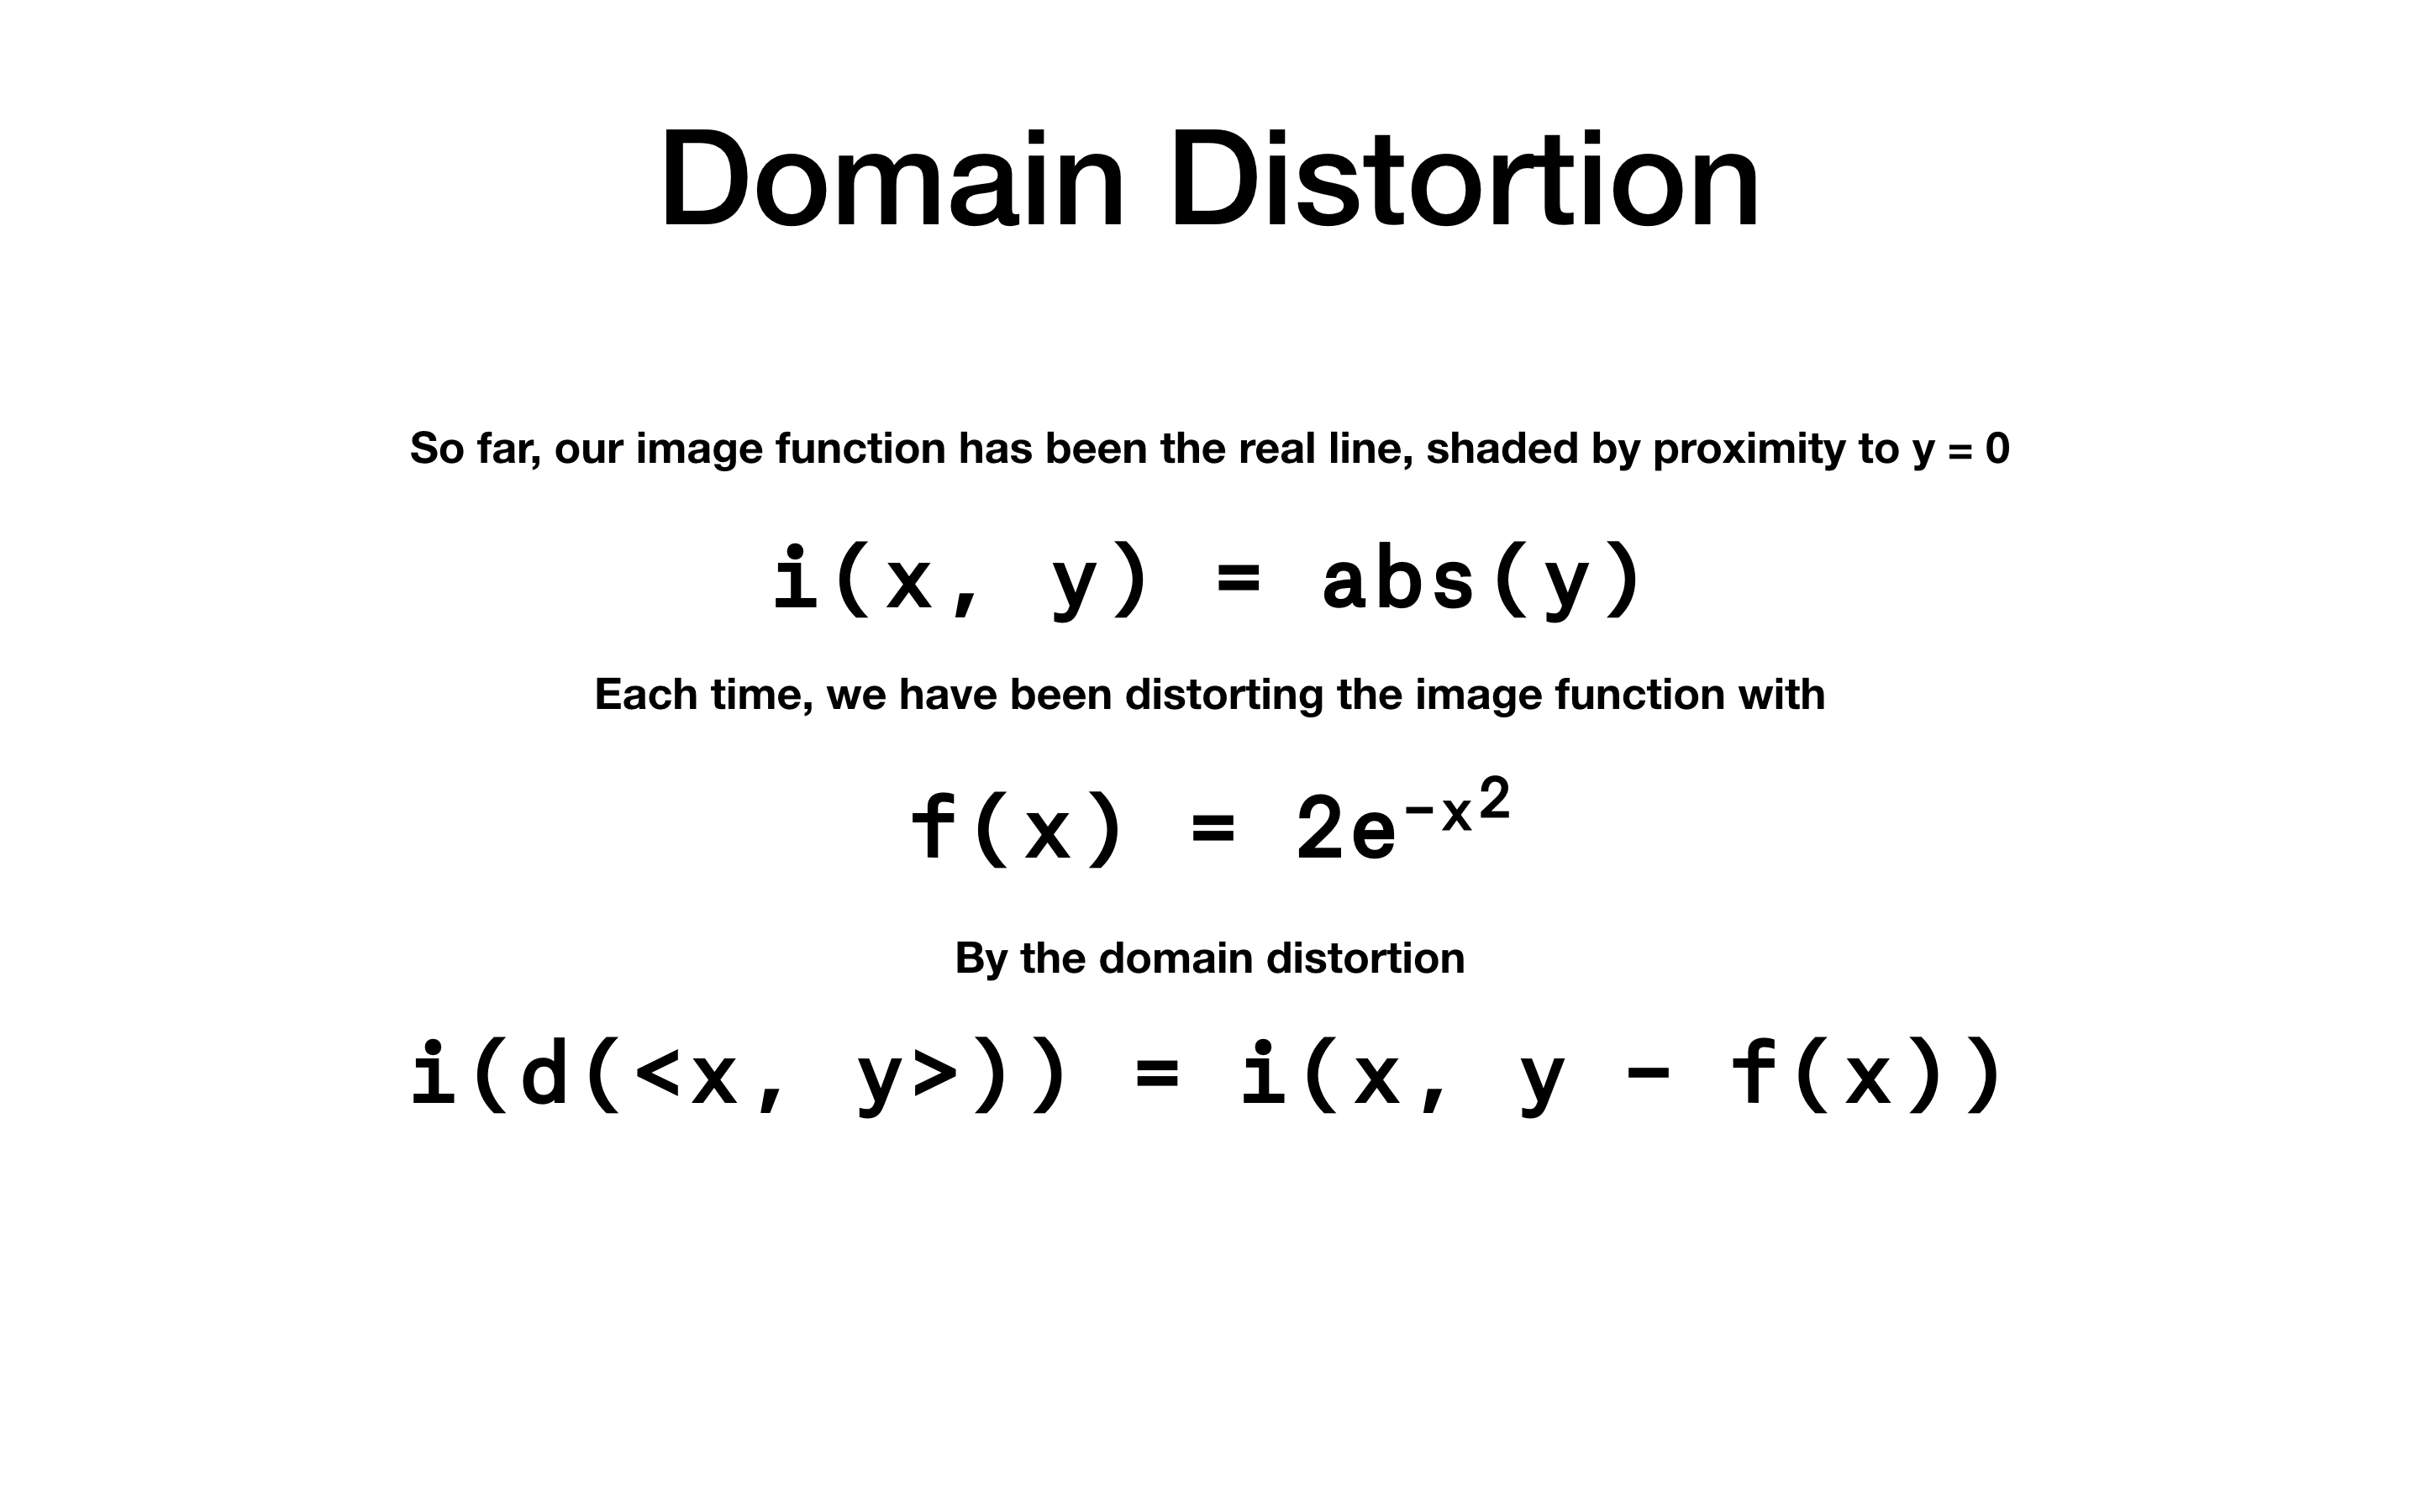 Domain Distortion
So far, our image function has been the real line, shaded by proximity to y = 0
i(x, y) = abs(y)
Each time, we have been distorting the image function with
f(x) = 2e⁻ˣ²
By the domain distortion
i(d(<x, y>)) = i(x, y - f(x))